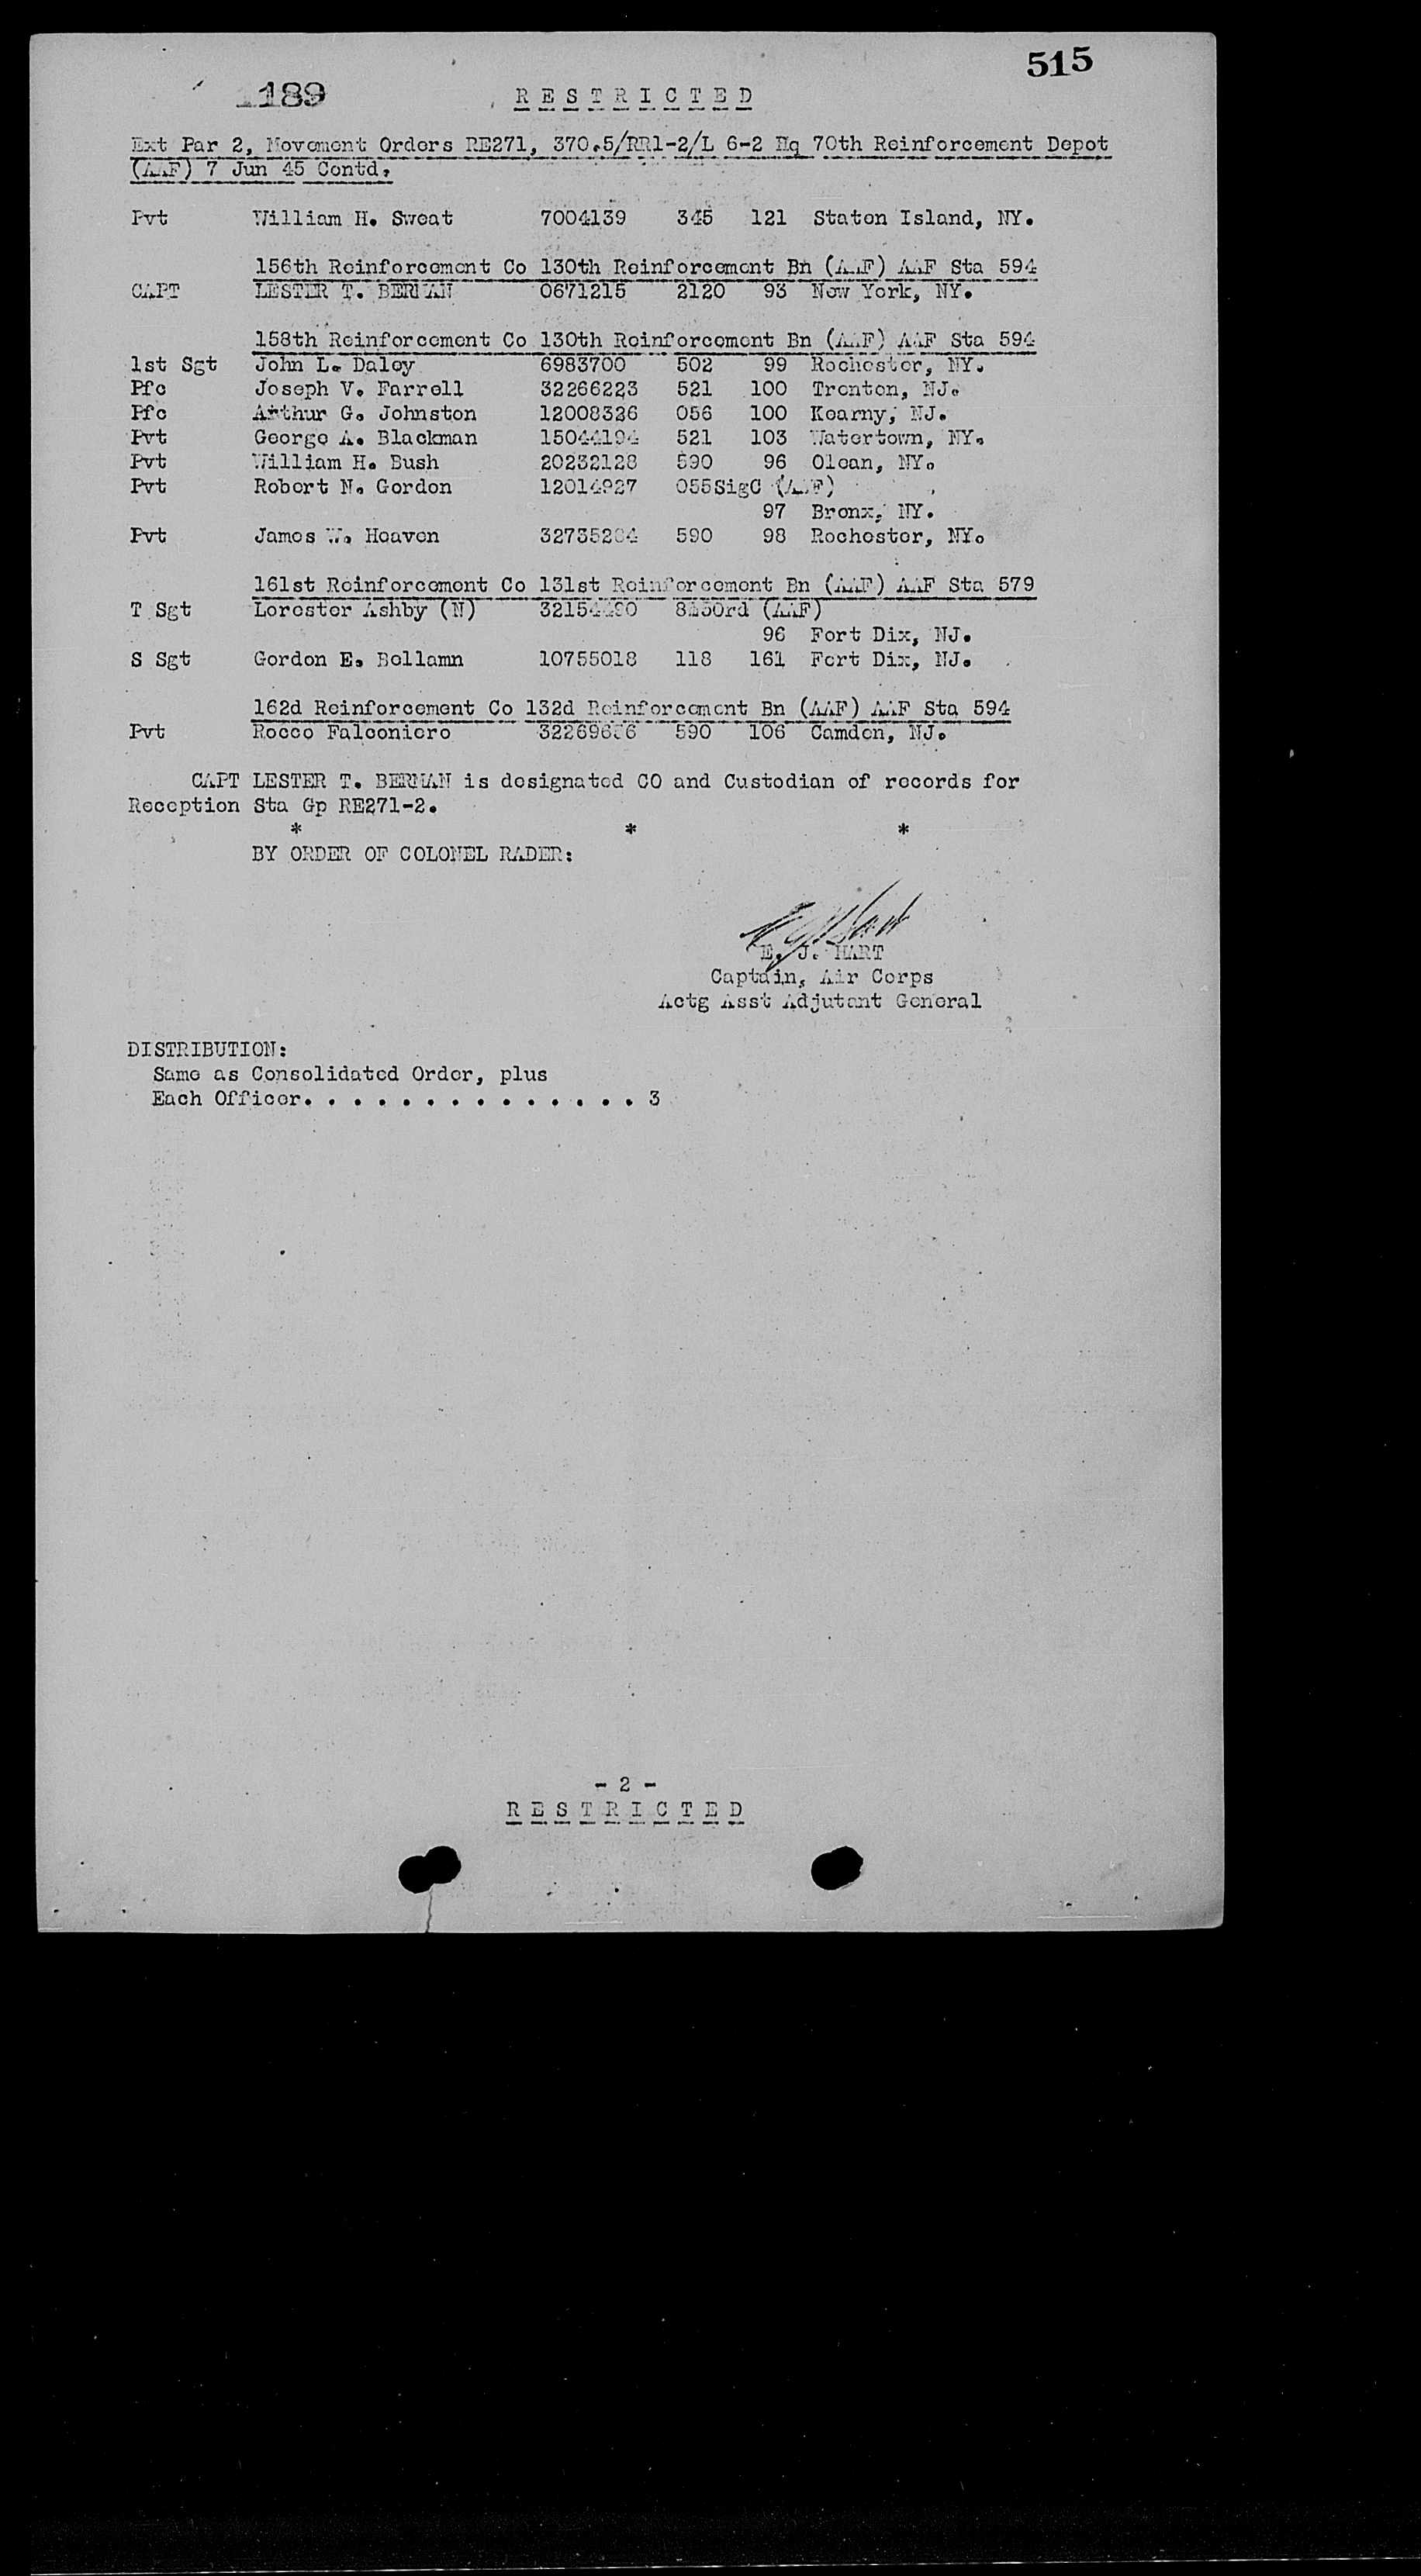 515
1189
R E S T R I C T E D
Ext Par 2, Movement Orders RE271, 370.5/RR1-2/L 6-2 Hq 70th Reinforcement Depot
(AAF) 7 Jun 45 Contd.
Pvt William H. Sweat 7004139 345 121 Staten Island, NY.
156th Reinforcement Co 130th Reinforcement Bn (AAF) AAF Sta 594
CAPT LESTER T. BERMAN 0671215 2120 93 New York, NY.
158th Reinforcement Co 130th Reinforcement Bn (AAF) AAF Sta 594
1st Sgt John L. Daley 6983700 502 99 Rochester, NY.
Pfc Joseph V. Farrell 32266223 521 100 Trenton, NJ.
Pfc Arthur G. Johnston 12008326 056 100 Kearny, NJ.
Pvt George A. Blackman 15044194 521 103 Watertown, NY.
Pvt William H. Bush 20232128 590 96 Olean, NY.
Pvt Robert N. Gordon 12014927 055SigC (AAF)
97 Bronx, NY.
Pvt James W. Heaven 590 98 Rochester, NY.
161st Reinforcement Co 131st Reinforcement Bn (AAF) AAF Sta 579
T Sgt Lorester Ashby (N) (AAF)
96 Fort Dix, NJ.
S Sgt Gordon E. Bollamn 10755018 118 161 Fort Dix, NJ.
162d Reinforcement Co 132d Reinforcement Bn (AAF) AAF Sta 594
Pvt Rocco Falconiero 590 106 Camden, NJ.
CAPT LESTER T. BERMAN is designated CO and Custodian of records for
Reception Sta Gp RE271-2.
* * *
BY ORDER OF COLONEL RADER:
E. J. HART
Captain, Air Corps
Actg Asst Adjutant General
DISTRIBUTION:
Same as Consolidated Order, plus
Each Officer. . . . . . . . . . . . . . 3
- 2 -
R E S T R I C T E D